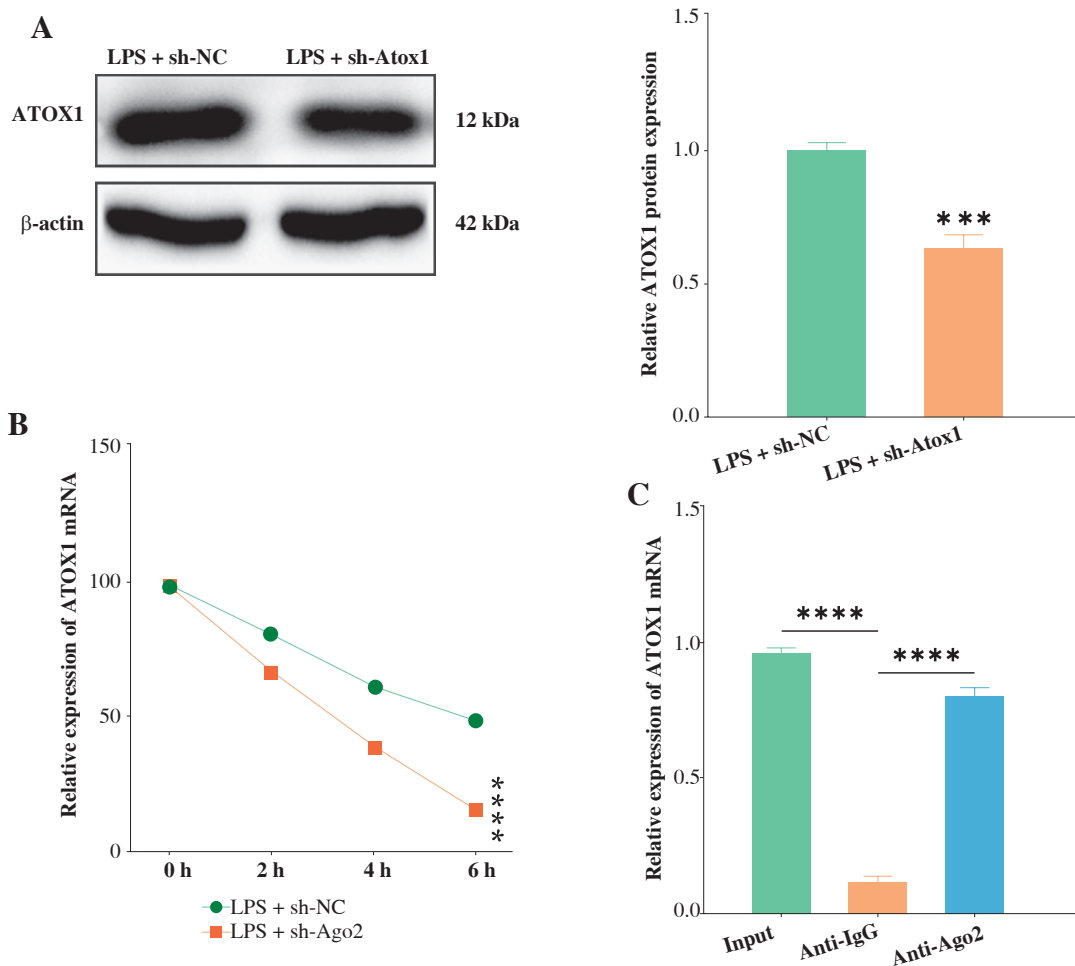 A
LPS + sh-NC LPS + sh-Atox1
ATOX1 12 kDa
β-actin 42 kDa
Relative ATOX1 protein expression
1.5
1.0
0.5
0.0
***
LPS + sh-NC LPS + sh-Atox1
B
Relative expression of ATOX1 mRNA
150
100
50
0
****
0 h 2 h 4 h 6 h
LPS + sh-NC
LPS + sh-Ago2
C
Relative expression of ATOX1 mRNA
1.5
1.0
0.5
0.0
****
****
Input Anti-IgG Anti-Ago2